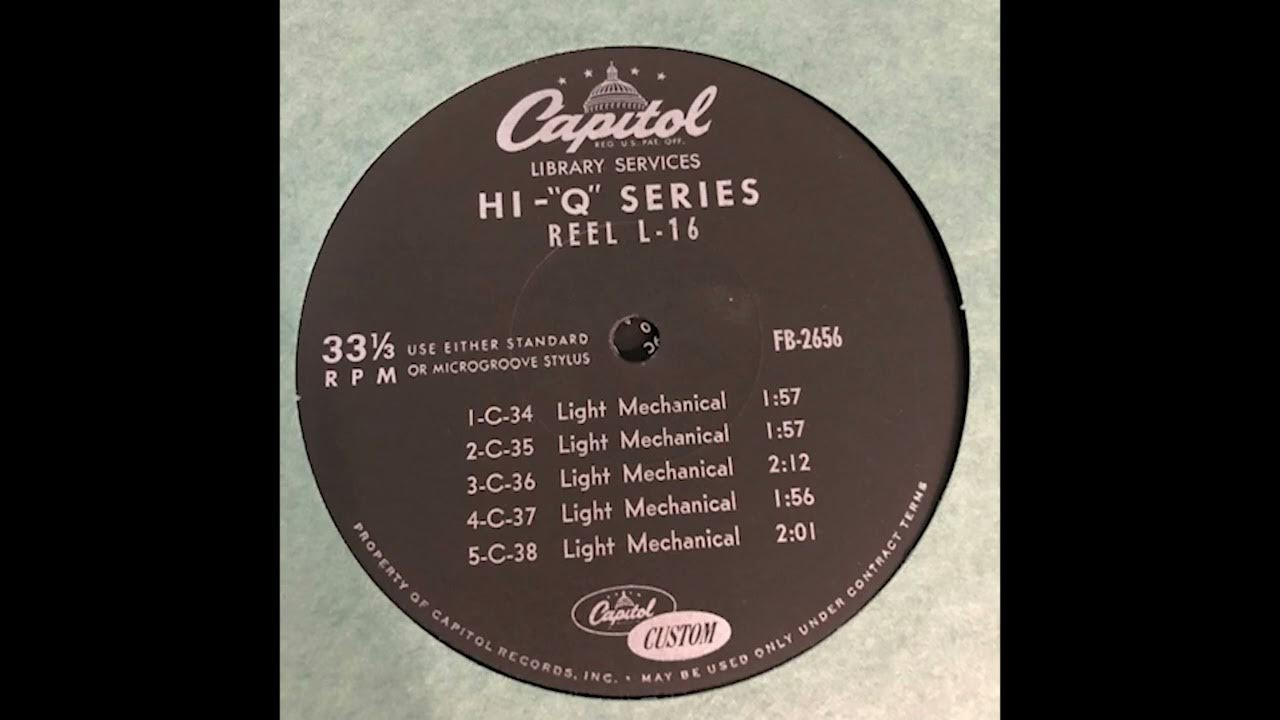 Capitol
REG. U.S. PAT. OFF.
LIBRARY SERVICES
HI-"Q" SERIES
REEL L-16
33⅓ USE EITHER STANDARD
RPM OR MICROGROOVE STYLUS
FB-2656
1-C-34 Light Mechanical 1:57
2-C-35 Light Mechanical 1:57
3-C-36 Light Mechanical 2:12
4-C-37 Light Mechanical 1:56
5-C-38 Light Mechanical 2:01
Capitol
CUSTOM
PROPERTY OF CAPITOL RECORDS, INC. • MAY BE USED ONLY UNDER CONTRACT TERMS